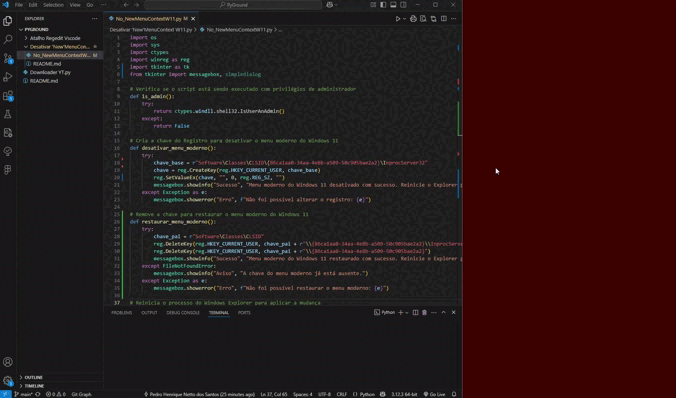 File Edit Selection View Go ··· PyGround
EXPLORER ···
No_NewMenuContextW11.py M
PYGROUND
Atalho Regedit Vscode
Desativar 'New'MenuCon...
No_NewMenuContextW... M
README.md
Downloader YT.py
README.md
Desativar 'New'MenuContext W11.py > No_NewMenuContextW11.py > ...
1 import os
2 import sys
3 import ctypes
4 import winreg as reg
5 import tkinter as tk
6 from tkinter import messagebox, simpledialog
7
8 # Verifica se o script está sendo executado com privilégios de administrador
9 def is_admin():
10 try:
11 return ctypes.windll.shell32.IsUserAnAdmin()
12 except:
13 return False
14
15 # Cria a chave do Registro para desativar o menu moderno do Windows 11
16 def desativar_menu_moderno():
17 try:
18 chave_base = r"Software\Classes\CLSID\{86ca1aa0-34aa-4e8b-a509-50c905bae2a2}\InprocServer32"
19 chave = reg.CreateKey(reg.HKEY_CURRENT_USER, chave_base)
20 reg.SetValueEx(chave, "", 0, reg.REG_SZ, "")
21 messagebox.showinfo("Sucesso", "Menu moderno do Windows 11 desativado com sucesso. Reinicie o Explorer
22 except Exception as e:
23 messagebox.showerror("Erro", f"Não foi possível alterar o registro: {e}")
24
25 # Remove a chave para restaurar o menu moderno do Windows 11
26 def restaurar_menu_moderno():
27 try:
28 chave_pai = r"Software\Classes\CLSID"
29 reg.DeleteKey(reg.HKEY_CURRENT_USER, chave_pai + r"\\{86ca1aa0-34aa-4e8b-a509-50c905bae2a2}\\InprocServe
30 reg.DeleteKey(reg.HKEY_CURRENT_USER, chave_pai + r"\\{86ca1aa0-34aa-4e8b-a509-50c905bae2a2}")
31 messagebox.showinfo("Sucesso", "Menu moderno do Windows 11 restaurado com sucesso. Reinicie o Explorer
32 except FileNotFoundError:
33 messagebox.showinfo("Aviso", "A chave do menu moderno já está ausente.")
34 except Exception as e:
35 messagebox.showerror("Erro", f"Não foi possível restaurar o menu moderno: {e}")
36
37 # Reinicia o processo do Windows Explorer para aplicar a mudança
PROBLEMS OUTPUT DEBUG CONSOLE TERMINAL PORTS Python
OUTLINE
TIMELINE
main* 0 0 Git Graph Pedro Henrique Netto dos Santos (25 minutes ago) Ln 37, Col 65 Spaces: 4 UTF-8 CRLF Python 3.12.3 64-bit Go Live